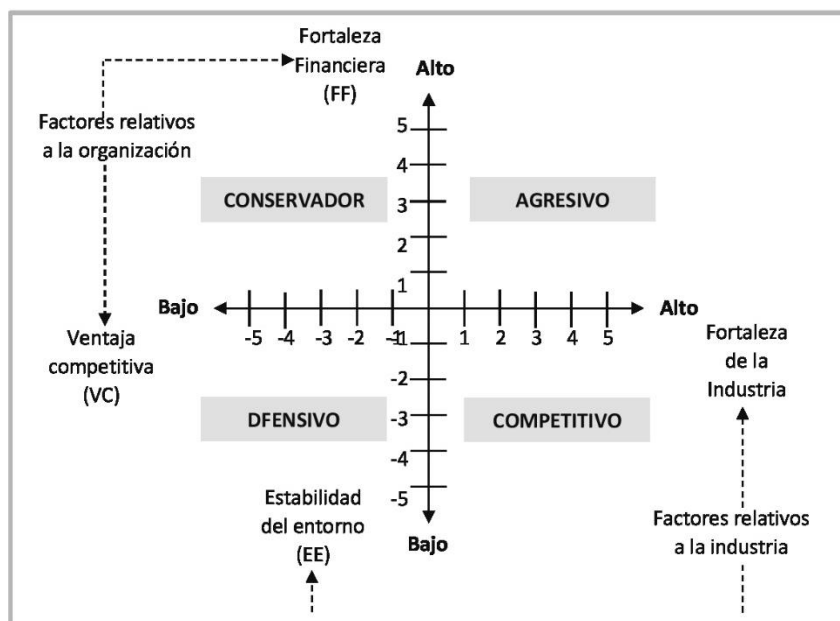 Fortaleza
Financiera
(FF)
Alto
Factores relativos
a la organización
5
4
CONSERVADOR
3
AGRESIVO
2
1
Bajo
Alto
-5 -4 -3 -2 -1 1 2 3 4 5
-1
Ventaja
competitiva
(VC)
Fortaleza
de la
Industria
-2
DFENSIVO
-3
COMPETITIVO
-4
-5
Estabilidad
del entorno
(EE)
Bajo
Factores relativos
a la industria